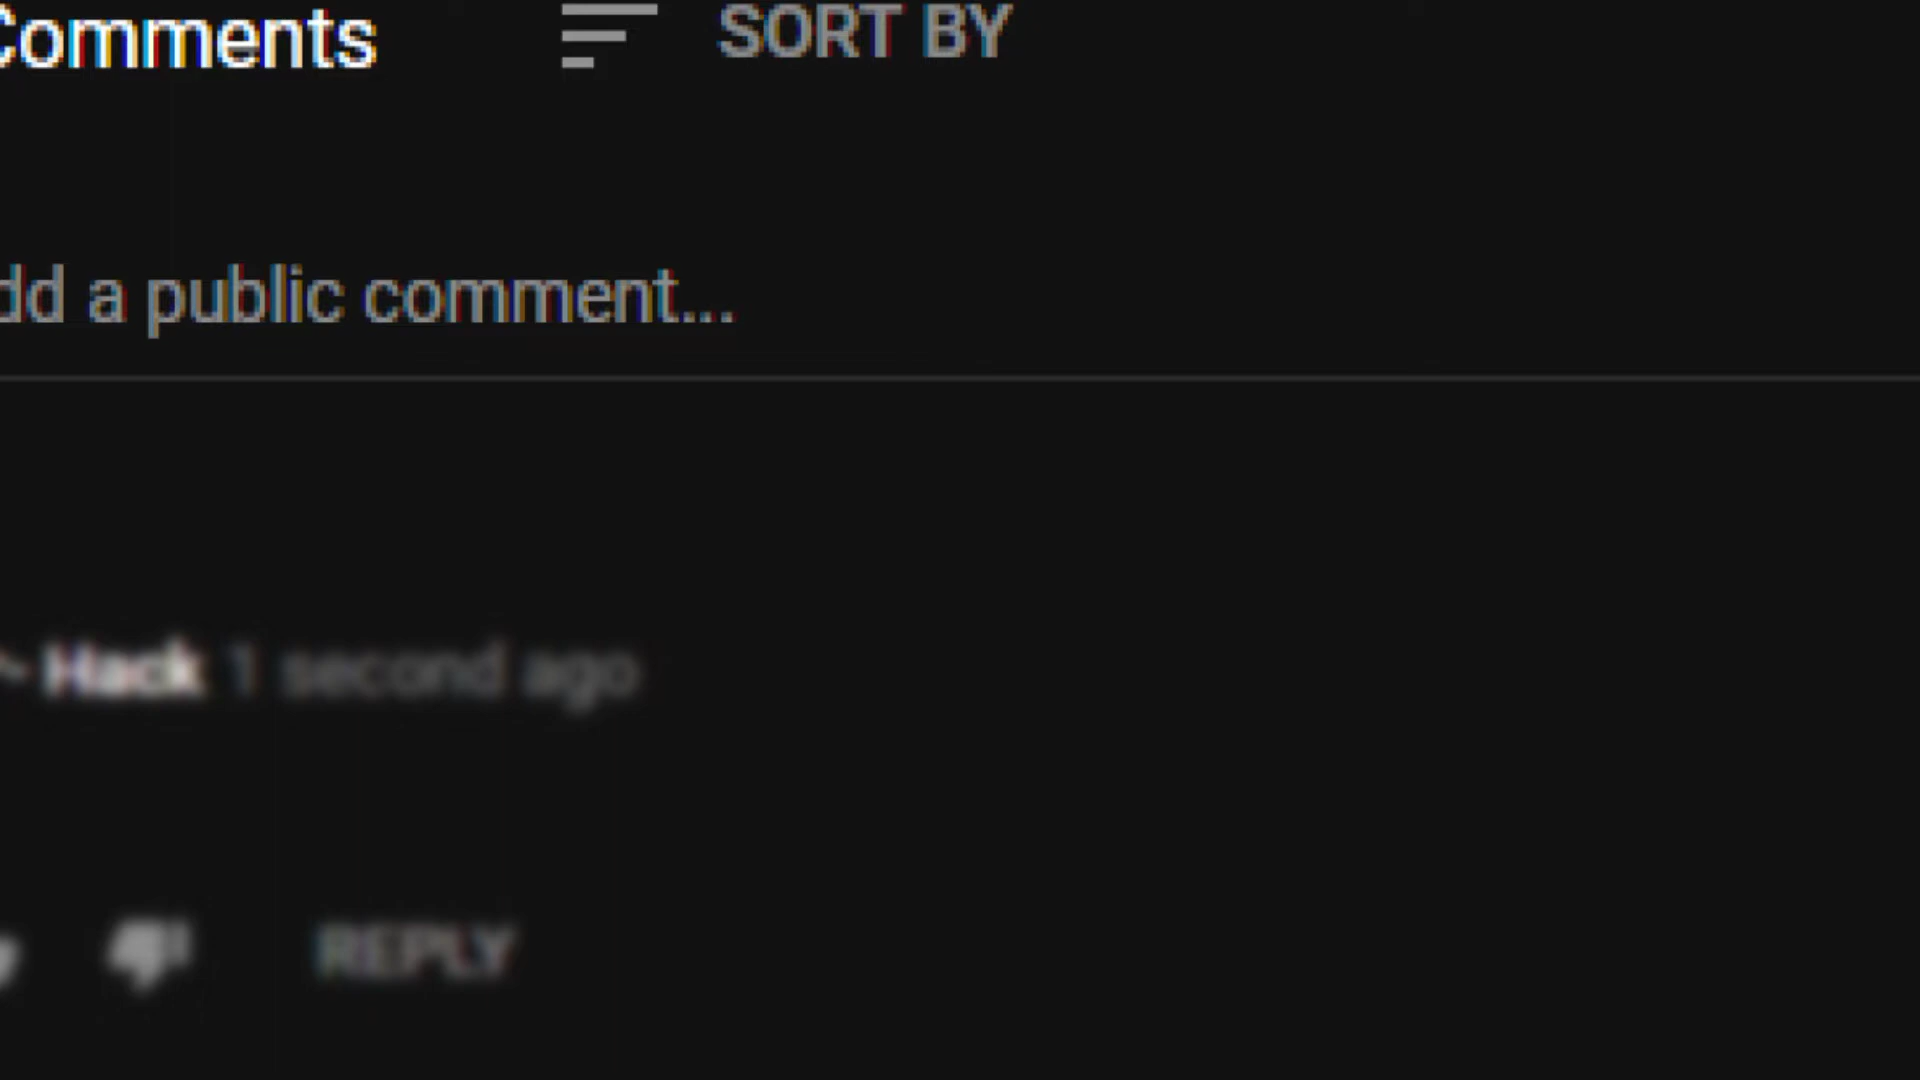 Comments SORT BY
dd a public comment...
~ Hack 1 second ago
REPLY